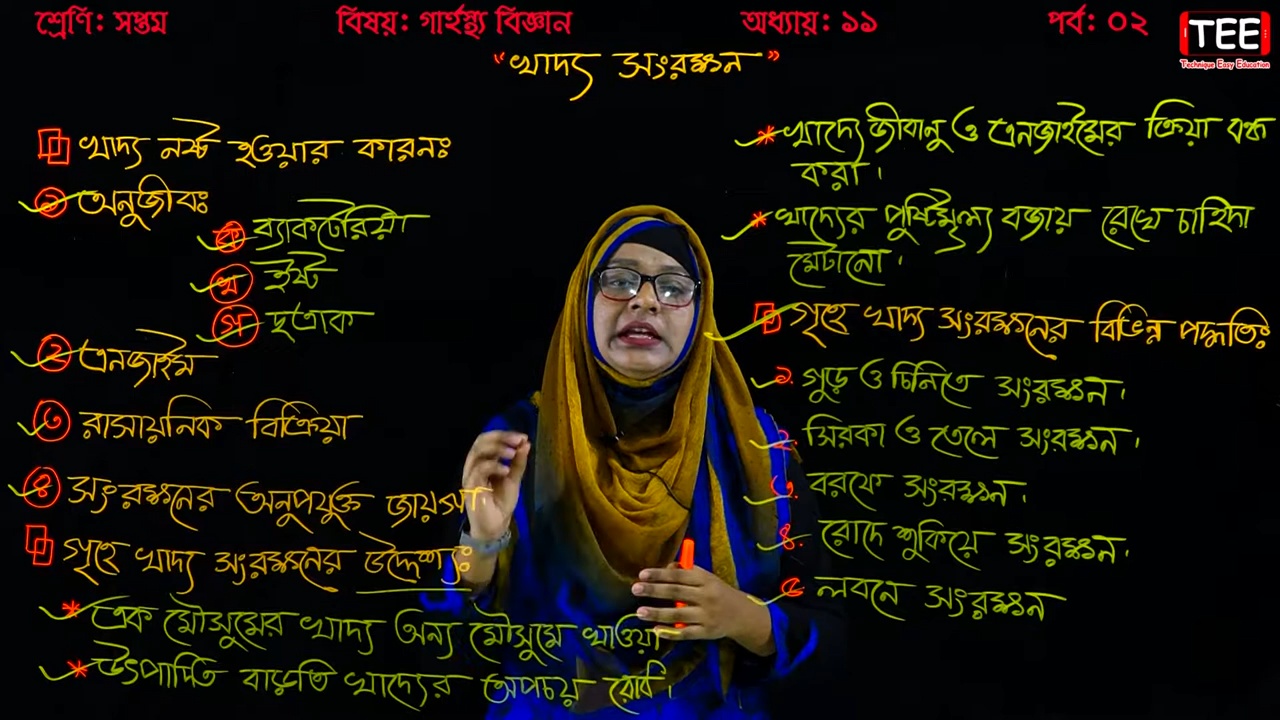 শ্রেণি: সপ্তম
বিষয়: গার্হস্থ্য বিজ্ঞান
অধ্যায়: ১১
পর্ব: ০২
TEE
Technique Easy Education
"খাদ্য সংরক্ষন"
খাদ্য নষ্ট হওয়ার কারনঃ
১ অনুজীবঃ
ক ব্যাকটেরিয়া
খ ইষ্ট
গ ছত্রাক
২ এনজাইম
৩ রাসায়নিক বিক্রিয়া
৪ সংরক্ষনের অনুপযুক্ত জায়গা
গৃহে খাদ্য সংরক্ষনের উদ্দেশ্যঃ
* এক মৌসুমের খাদ্য অন্য মৌসুমে খাওয়া
* উৎপাদিত বাড়তি খাদ্যের অপচয় রোধ।
* খাদ্যে জীবানু ও এনজাইমের ক্রিয়া বন্ধ
করা।
* খাদ্যের পুষ্টিমূল্য বজায় রেখে চাহিদা
মেটানো।
গৃহে খাদ্য সংরক্ষনের বিভিন্ন পদ্ধতিঃ
১. গুড় ও চিনিতে সংরক্ষন।
২. সিরকা ও তেলে সংরক্ষন।
৩. বরফে সংরক্ষন।
৪. রোদে শুকিয়ে সংরক্ষন।
৫. লবনে সংরক্ষন